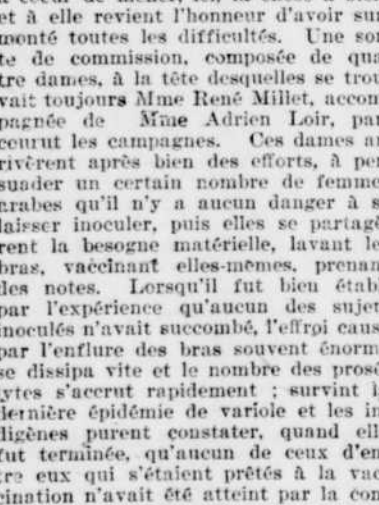 et à elle revient l'honneur d'avoir sur
monté toutes les difficultés. Une sor
te de commission, composée de qua
tre dames, à la tête desquelles se trou
vait toujours Mme René Millet, accom
pagnée de Mme Adrien Loir, par
courut les campagnes. Ces dames ar
rivèrent après bien des efforts, à per
suader un certain nombre de femme
arabes qu'il n'y a aucun danger à s
laisser inoculer, puis elles se partagè
rent la besogne matérielle, lavant le
bras, vaccinant elles-mêmes, prenan
des notes. Lorsqu'il fut bien établ
par l'expérience qu'aucun des sujet
inoculés n'avait succombé, l'effroi caus
par l'enflure des bras souvent énorm
se dissipa vite et le nombre des prosé
lytes s'accrut rapidement ; survint l
dernière épidémie de variole et les in
digènes purent constater, quand ell
fut terminée, qu'aucun de ceux d'en
tre eux qui s'étaient prêtés à la vac
cination n'avait été atteint par la con